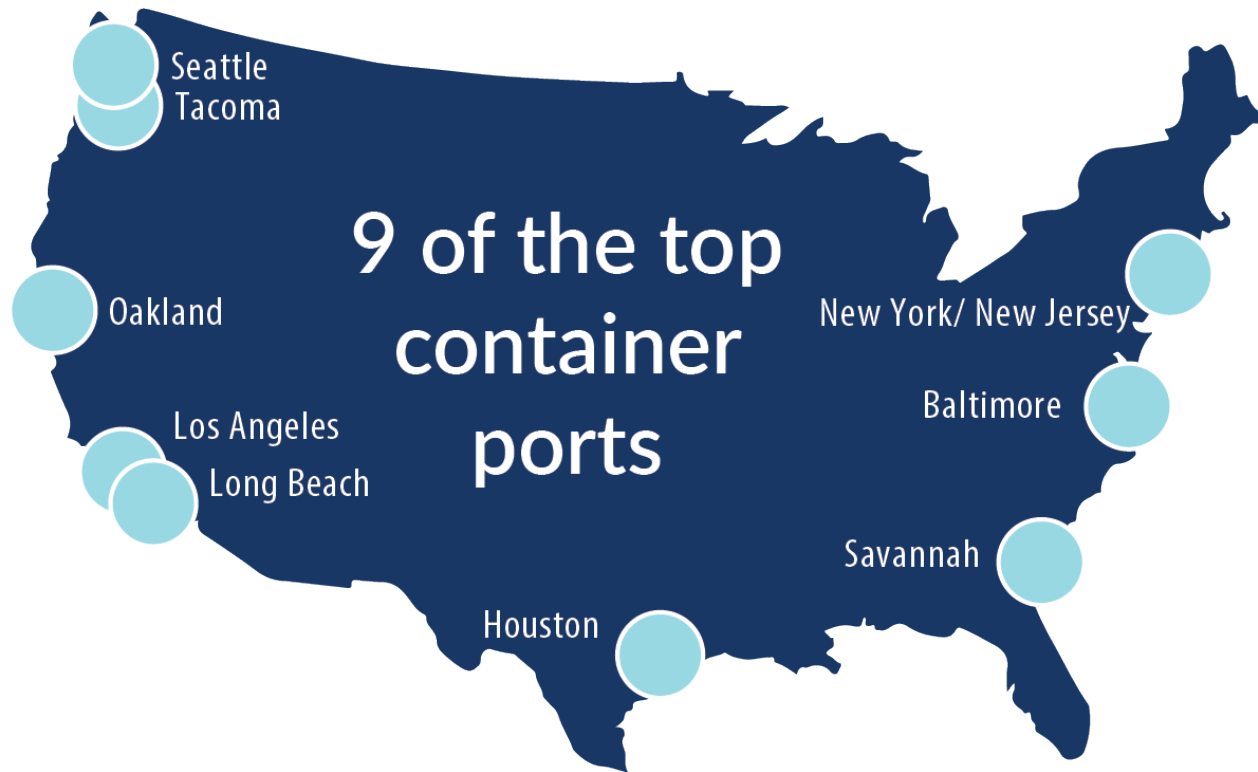 Seattle
Tacoma
9 of the top
container
ports
Oakland
New York/ New Jersey
Baltimore
Los Angeles
Long Beach
Savannah
Houston